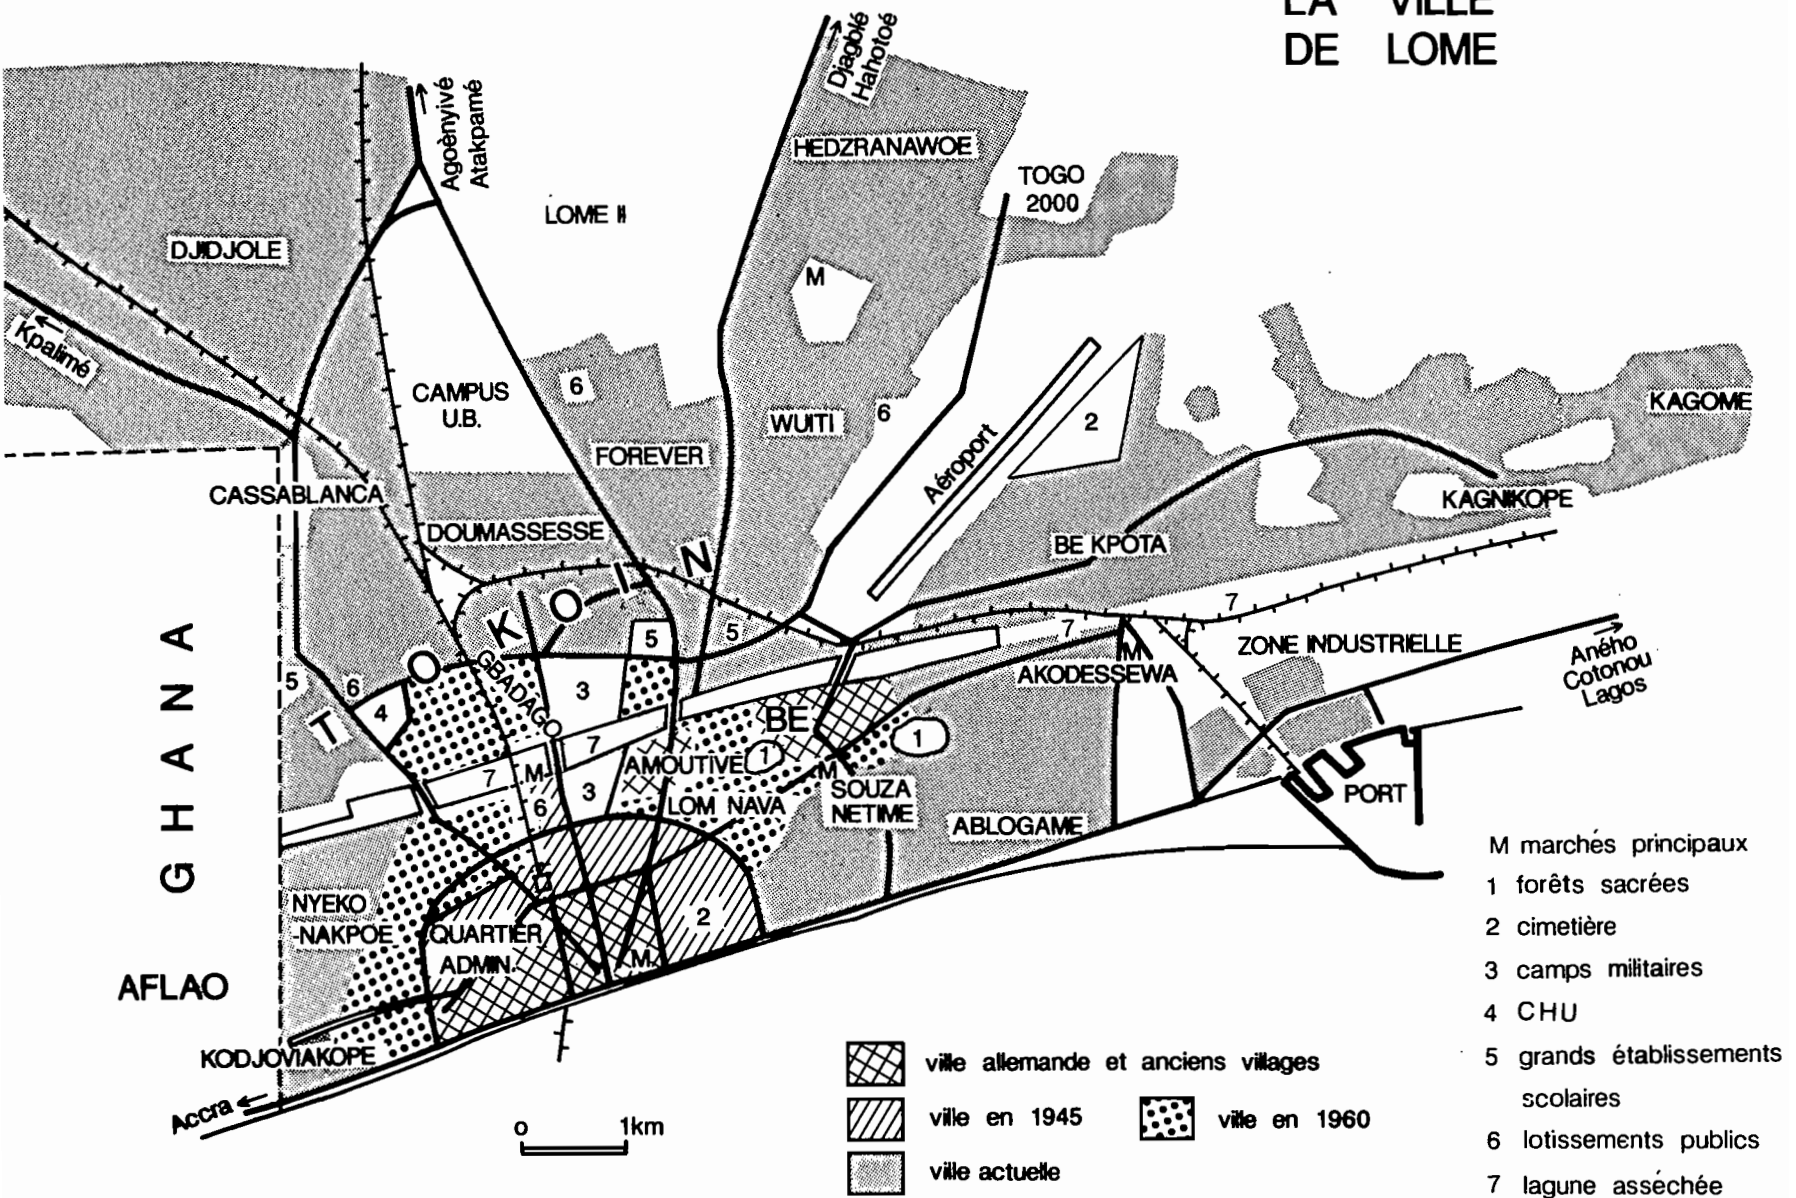 LA VILLE
DE LOME
Djagblé
Hahotoé
Agoènyivé
Atakpamé
HEDZRANAWOE
TOGO
2000
LOME II
DJIDJOLE
M
Kpalimé
CAMPUS
U.B.
6
WUITI
6
2
KAGOME
FOREVER
Aéroport
CASSABLANCA
KAGNIKOPE
DOUMASSESSE
BE KPOTA
TOKOIN
7
5
5
7
ZONE INDUSTRIELLE
Aného
Cotonou
Lagos
GHANA
GBADAGO
M
AKODESSEWA
5
6
4
3
BE
1
7
1
AMOUTIVE
7
M
M
SOUZA
NETIME
PORT
6
3
LOM NAVA
ABLOGAME
NYEKO
-NAKPOE
QUARTIER
ADMIN.
2
M
AFLAO
KODJOVIAKOPE
Accra
0 1km
ville allemande et anciens villages
ville en 1945
ville en 1960
ville actuelle
M marchés principaux
1 forêts sacrées
2 cimetière
3 camps militaires
4 CHU
5 grands établissements
scolaires
6 lotissements publics
7 lagune asséchée